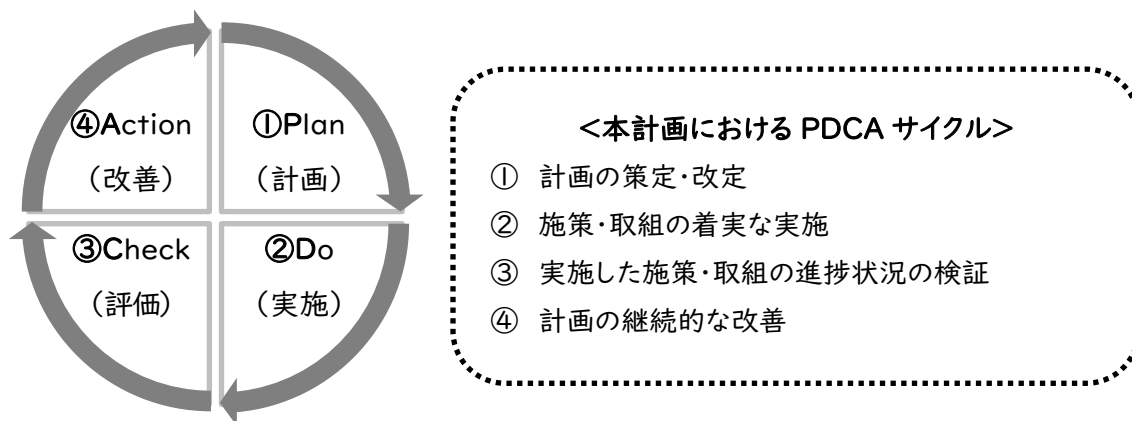 ④Action
(改善)
①Plan
(計画)
③Check
(評価)
②Do
(実施)
<本計画における PDCA サイクル>
① 計画の策定・改定
② 施策・取組の着実な実施
③ 実施した施策・取組の進捗状況の検証
④ 計画の継続的な改善